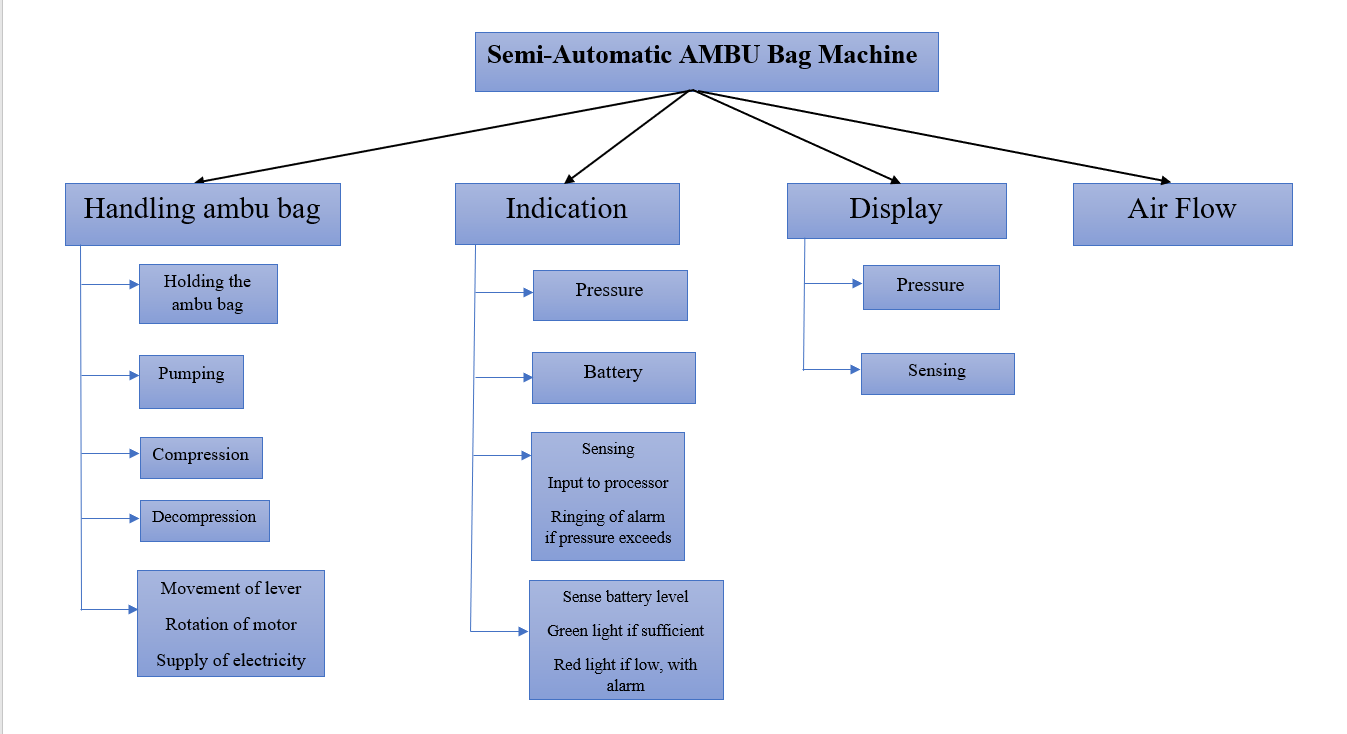 Semi-Automatic AMBU Bag Machine
Handling ambu bag
Holding the
ambu bag
Pumping
Compression
Decompression
Movement of lever
Rotation of motor
Supply of electricity
Indication
Pressure
Battery
Sensing
Input to processor
Ringing of alarm
if pressure exceeds
Sense battery level
Green light if sufficient
Red light if low, with
alarm
Display
Pressure
Sensing
Air Flow